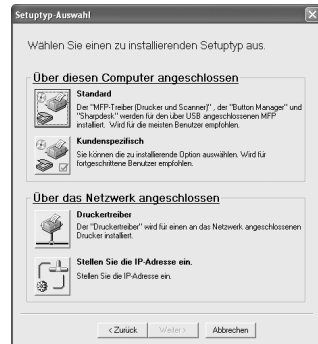 Setuptyp-Auswahl
Wählen Sie einen zu installierenden Setuptyp aus.
Über diesen Computer angeschlossen
Standard
Der "MFP-Treiber (Drucker und Scanner)" , der "Button Manager" und
"Sharpdesk" werden für den über USB angeschlossenen MFP
installiert. Wird für die meisten Benutzer empfohlen.
Kundenspezifisch
Sie können die zu installierende Option auswählen. Wird für
fortgeschrittene Benutzer empfohlen.
Über das Netzwerk angeschlossen
Druckertreiber
Der "Druckertreiber" wird für einen an das Netzwerk angeschlossenen
Drucker installiert.
Stellen Sie die IP-Adresse ein.
Stellen Sie die IP-Adresse ein.
< Zurück Weiter > Abbrechen